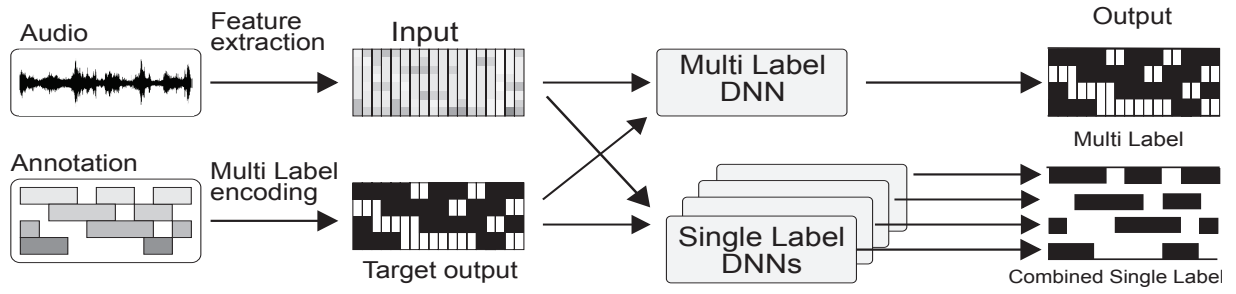 Audio
Feature
extraction
Input
Multi Label
DNN
Output
Multi Label
Annotation
Multi Label
encoding
Target output
Single Label
DNNs
Combined Single Label